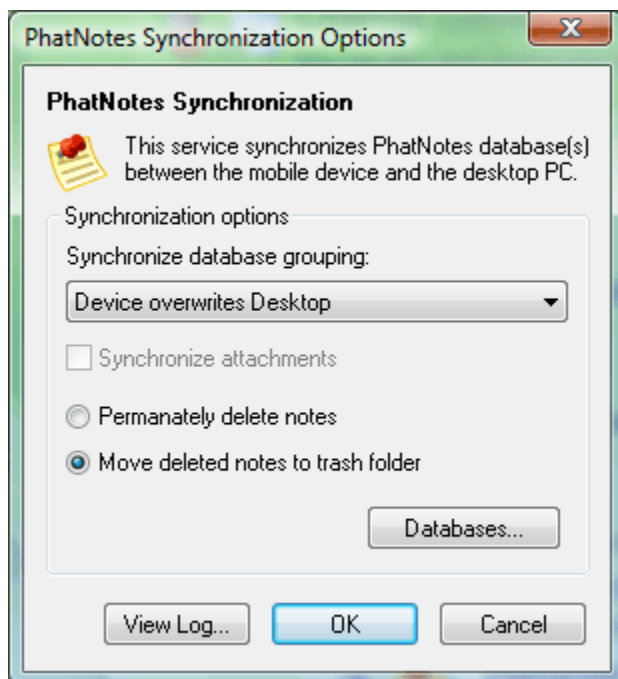 PhatNotes Synchronization Options
PhatNotes Synchronization
This service synchronizes PhatNotes database(s)
between the mobile device and the desktop PC.
Synchronization options
Synchronize database grouping:
Device overwrites Desktop
Synchronize attachments
Permanately delete notes
Move deleted notes to trash folder
Databases...
View Log...
OK
Cancel